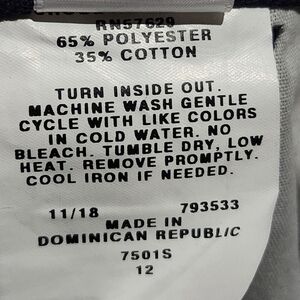 RN57629
65% POLYESTER
35% COTTON
TURN INSIDE OUT.
MACHINE WASH GENTLE
CYCLE WITH LIKE COLORS
IN COLD WATER. NO
BLEACH. TUMBLE DRY, LOW
HEAT. REMOVE PROMPTLY.
COOL IRON IF NEEDED.
11/18 793533
MADE IN
DOMINICAN REPUBLIC
7501S
12